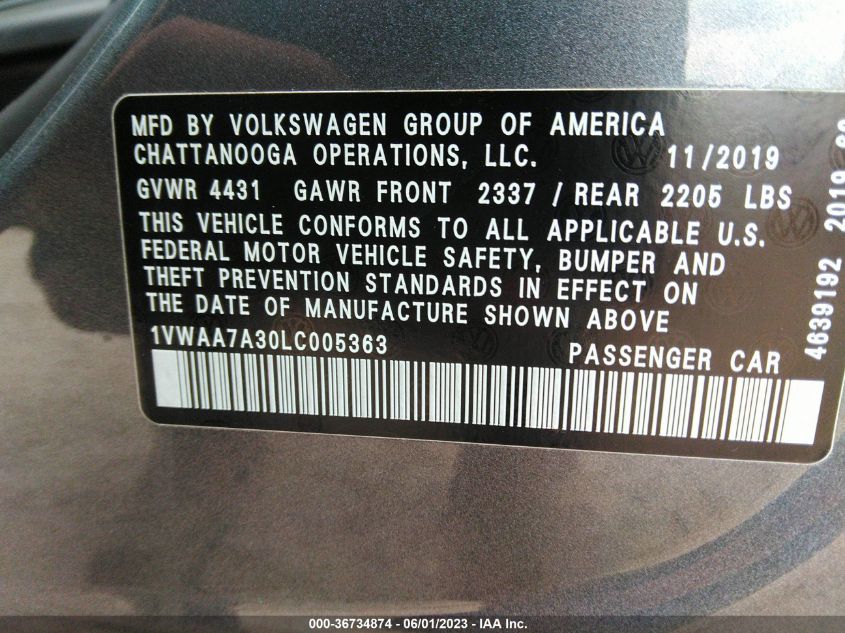 MFD BY VOLKSWAGEN GROUP OF AMERICA
CHATTANOOGA OPERATIONS, LLC. 11/2019
GVWR 4431 GAWR FRONT 2337 / REAR 2205 LBS
THIS VEHICLE CONFORMS TO ALL APPLICABLE U.S.
FEDERAL MOTOR VEHICLE SAFETY, BUMPER AND
THEFT PREVENTION STANDARDS IN EFFECT ON
THE DATE OF MANUFACTURE SHOWN ABOVE
1VWAA7A30LC005363 PASSENGER CAR
4639192 2019
000-36734874 / 06/01/2023 / IAA Inc.